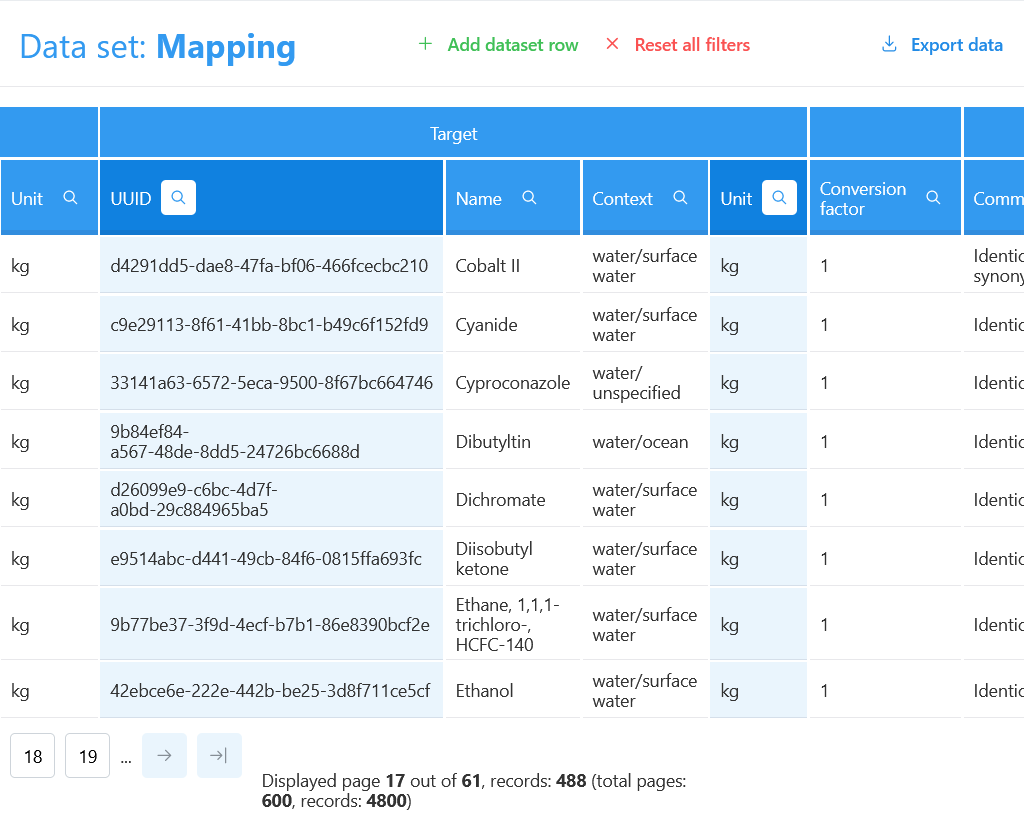 Data set: Mapping
Add dataset row
Reset all filters
Export data
Target
Unit
UUID
Name
Context
Unit
Conversion
factor
Comm
kg
d4291dd5-dae8-47fa-bf06-466fcecbc210
Cobalt II
water/surface
water
kg
1
Identic
synony
kg
c9e29113-8f61-41bb-8bc1-b49c6f152fd9
Cyanide
water/surface
water
kg
1
Identic
kg
33141a63-6572-5eca-9500-8f67bc664746
Cyproconazole
water/
unspecified
kg
1
Identic
kg
9b84ef84-
a567-48de-8dd5-24726bc6688d
Dibutyltin
water/ocean
kg
1
Identic
kg
d26099e9-c6bc-4d7f-
a0bd-29c884965ba5
Dichromate
water/surface
water
kg
1
Identic
kg
e9514abc-d441-49cb-84f6-0815ffa693fc
Diisobutyl
ketone
water/surface
water
kg
1
Identic
kg
9b77be37-3f9d-4ecf-b7b1-86e8390bcf2e
Ethane, 1,1,1-
trichloro-,
HCFC-140
water/surface
water
kg
1
Identic
kg
42ebce6e-222e-442b-be25-3d8f711ce5cf
Ethanol
water/surface
water
kg
1
Identic
18
19
...
Displayed page 17 out of 61, records: 488 (total pages:
600, records: 4800)